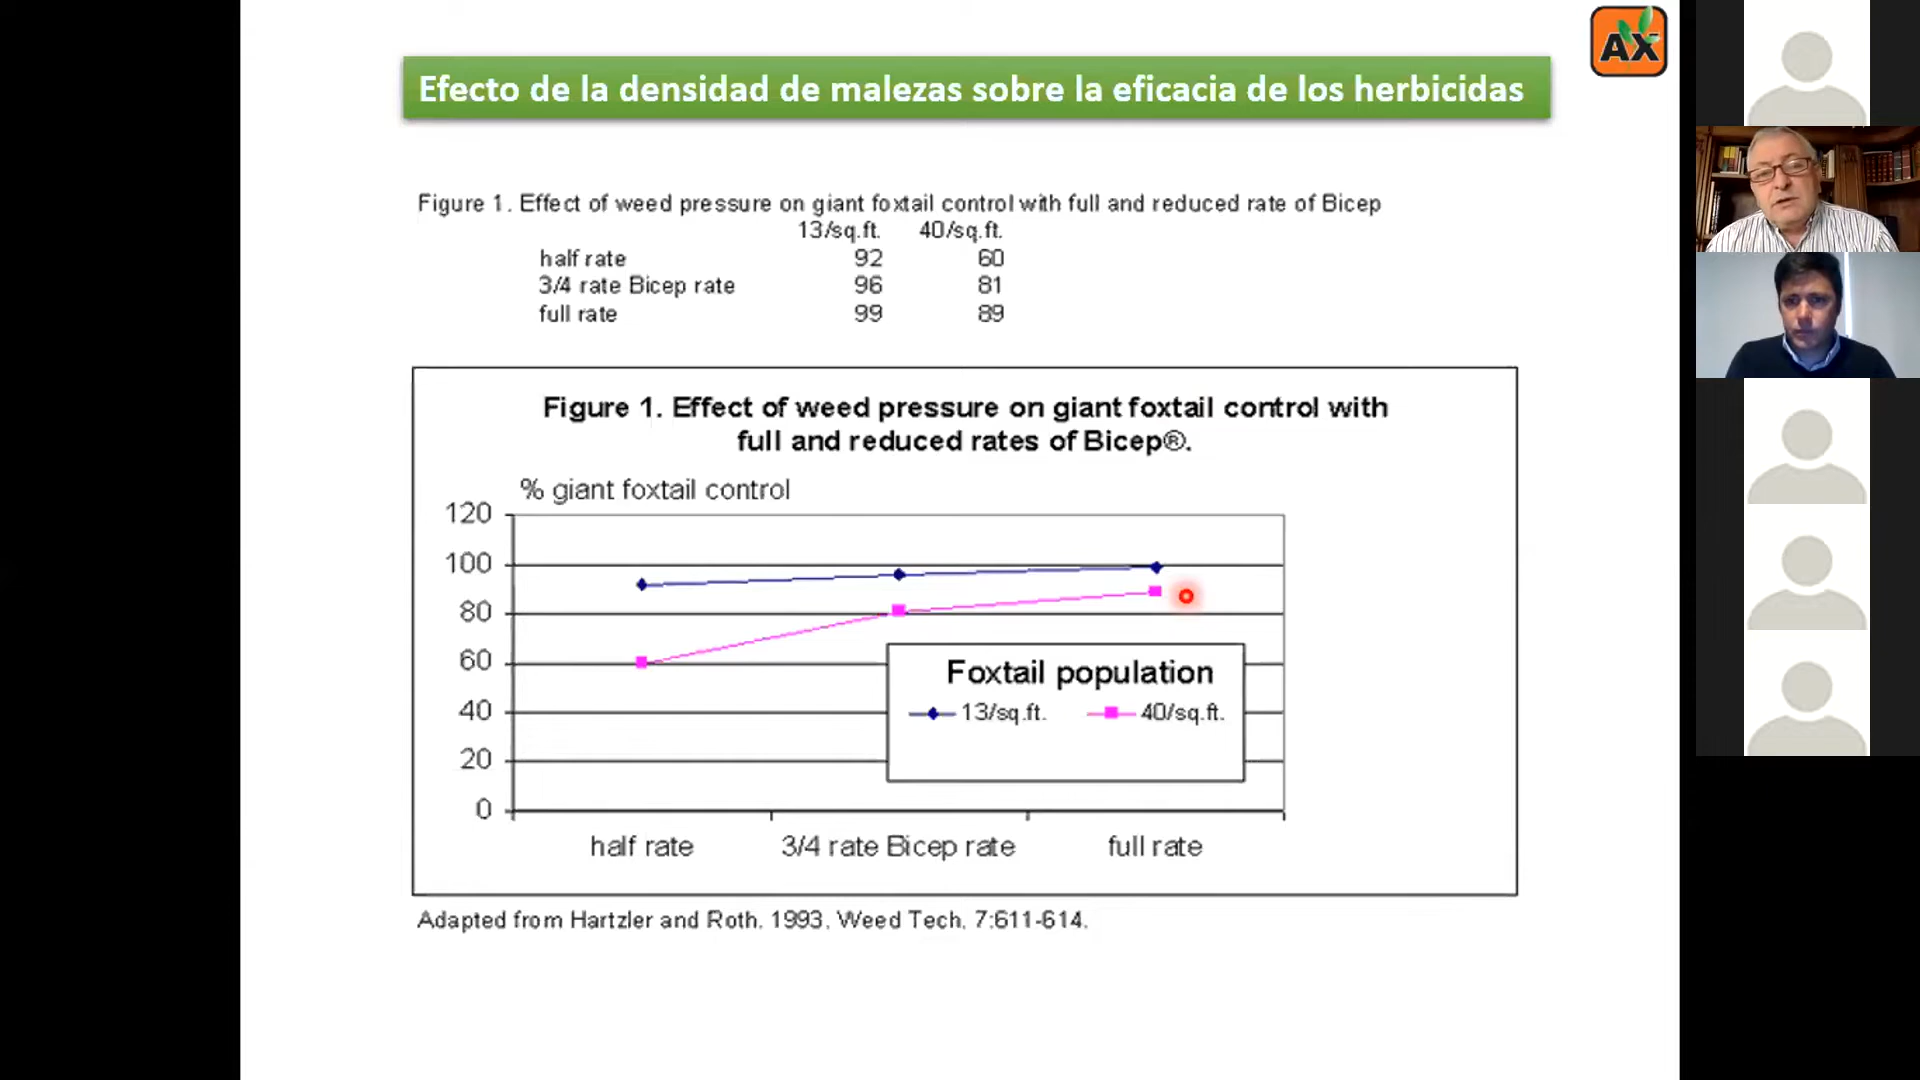 AX
Efecto de la densidad de malezas sobre la eficacia de los herbicidas
Figure 1. Effect of weed pressure on giant foxtail control with full and reduced rate of Bicep
13/sq.ft. 40/sq.ft.
half rate 92 60
3/4 rate Bicep rate 96 81
full rate 99 89
Figure 1. Effect of weed pressure on giant foxtail control with
full and reduced rates of Bicep®.
% giant foxtail control
120
100
80
60
40
20
0
Foxtail population
13/sq.ft. 40/sq.ft.
half rate 3/4 rate Bicep rate full rate
Adapted from Hartzler and Roth. 1993. Weed Tech. 7:611-614.